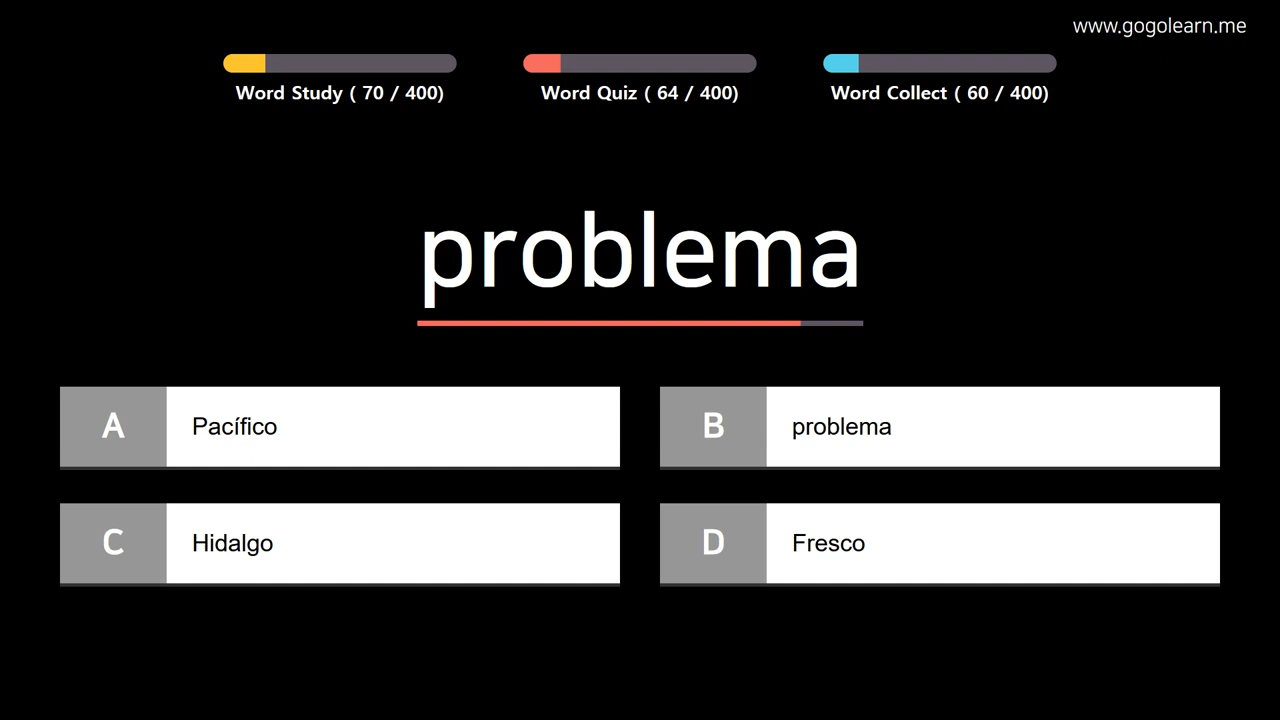 www.gogolearn.me
Word Study ( 70 / 400)
Word Quiz ( 64 / 400)
Word Collect ( 60 / 400)
problema
A Pacífico
B problema
C Hidalgo
D Fresco